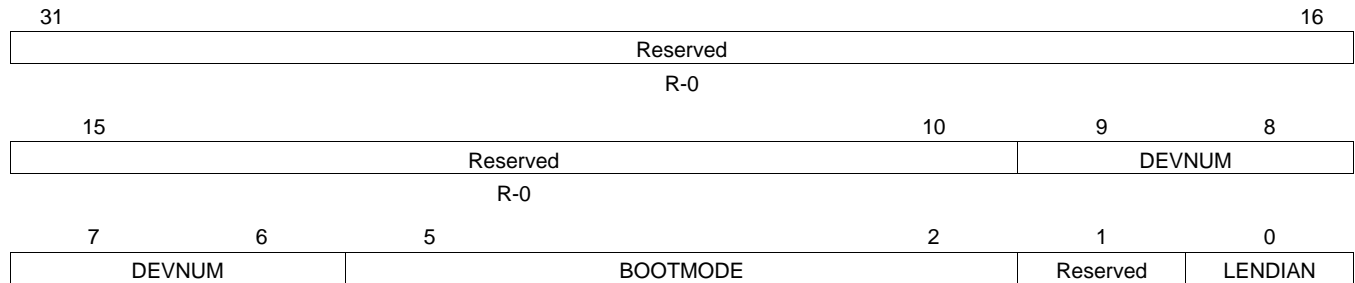 31 16
Reserved
R-0
15 10 9 8
Reserved DEVNUM
R-0
7 6 5 2 1 0
DEVNUM BOOTMODE Reserved LENDIAN